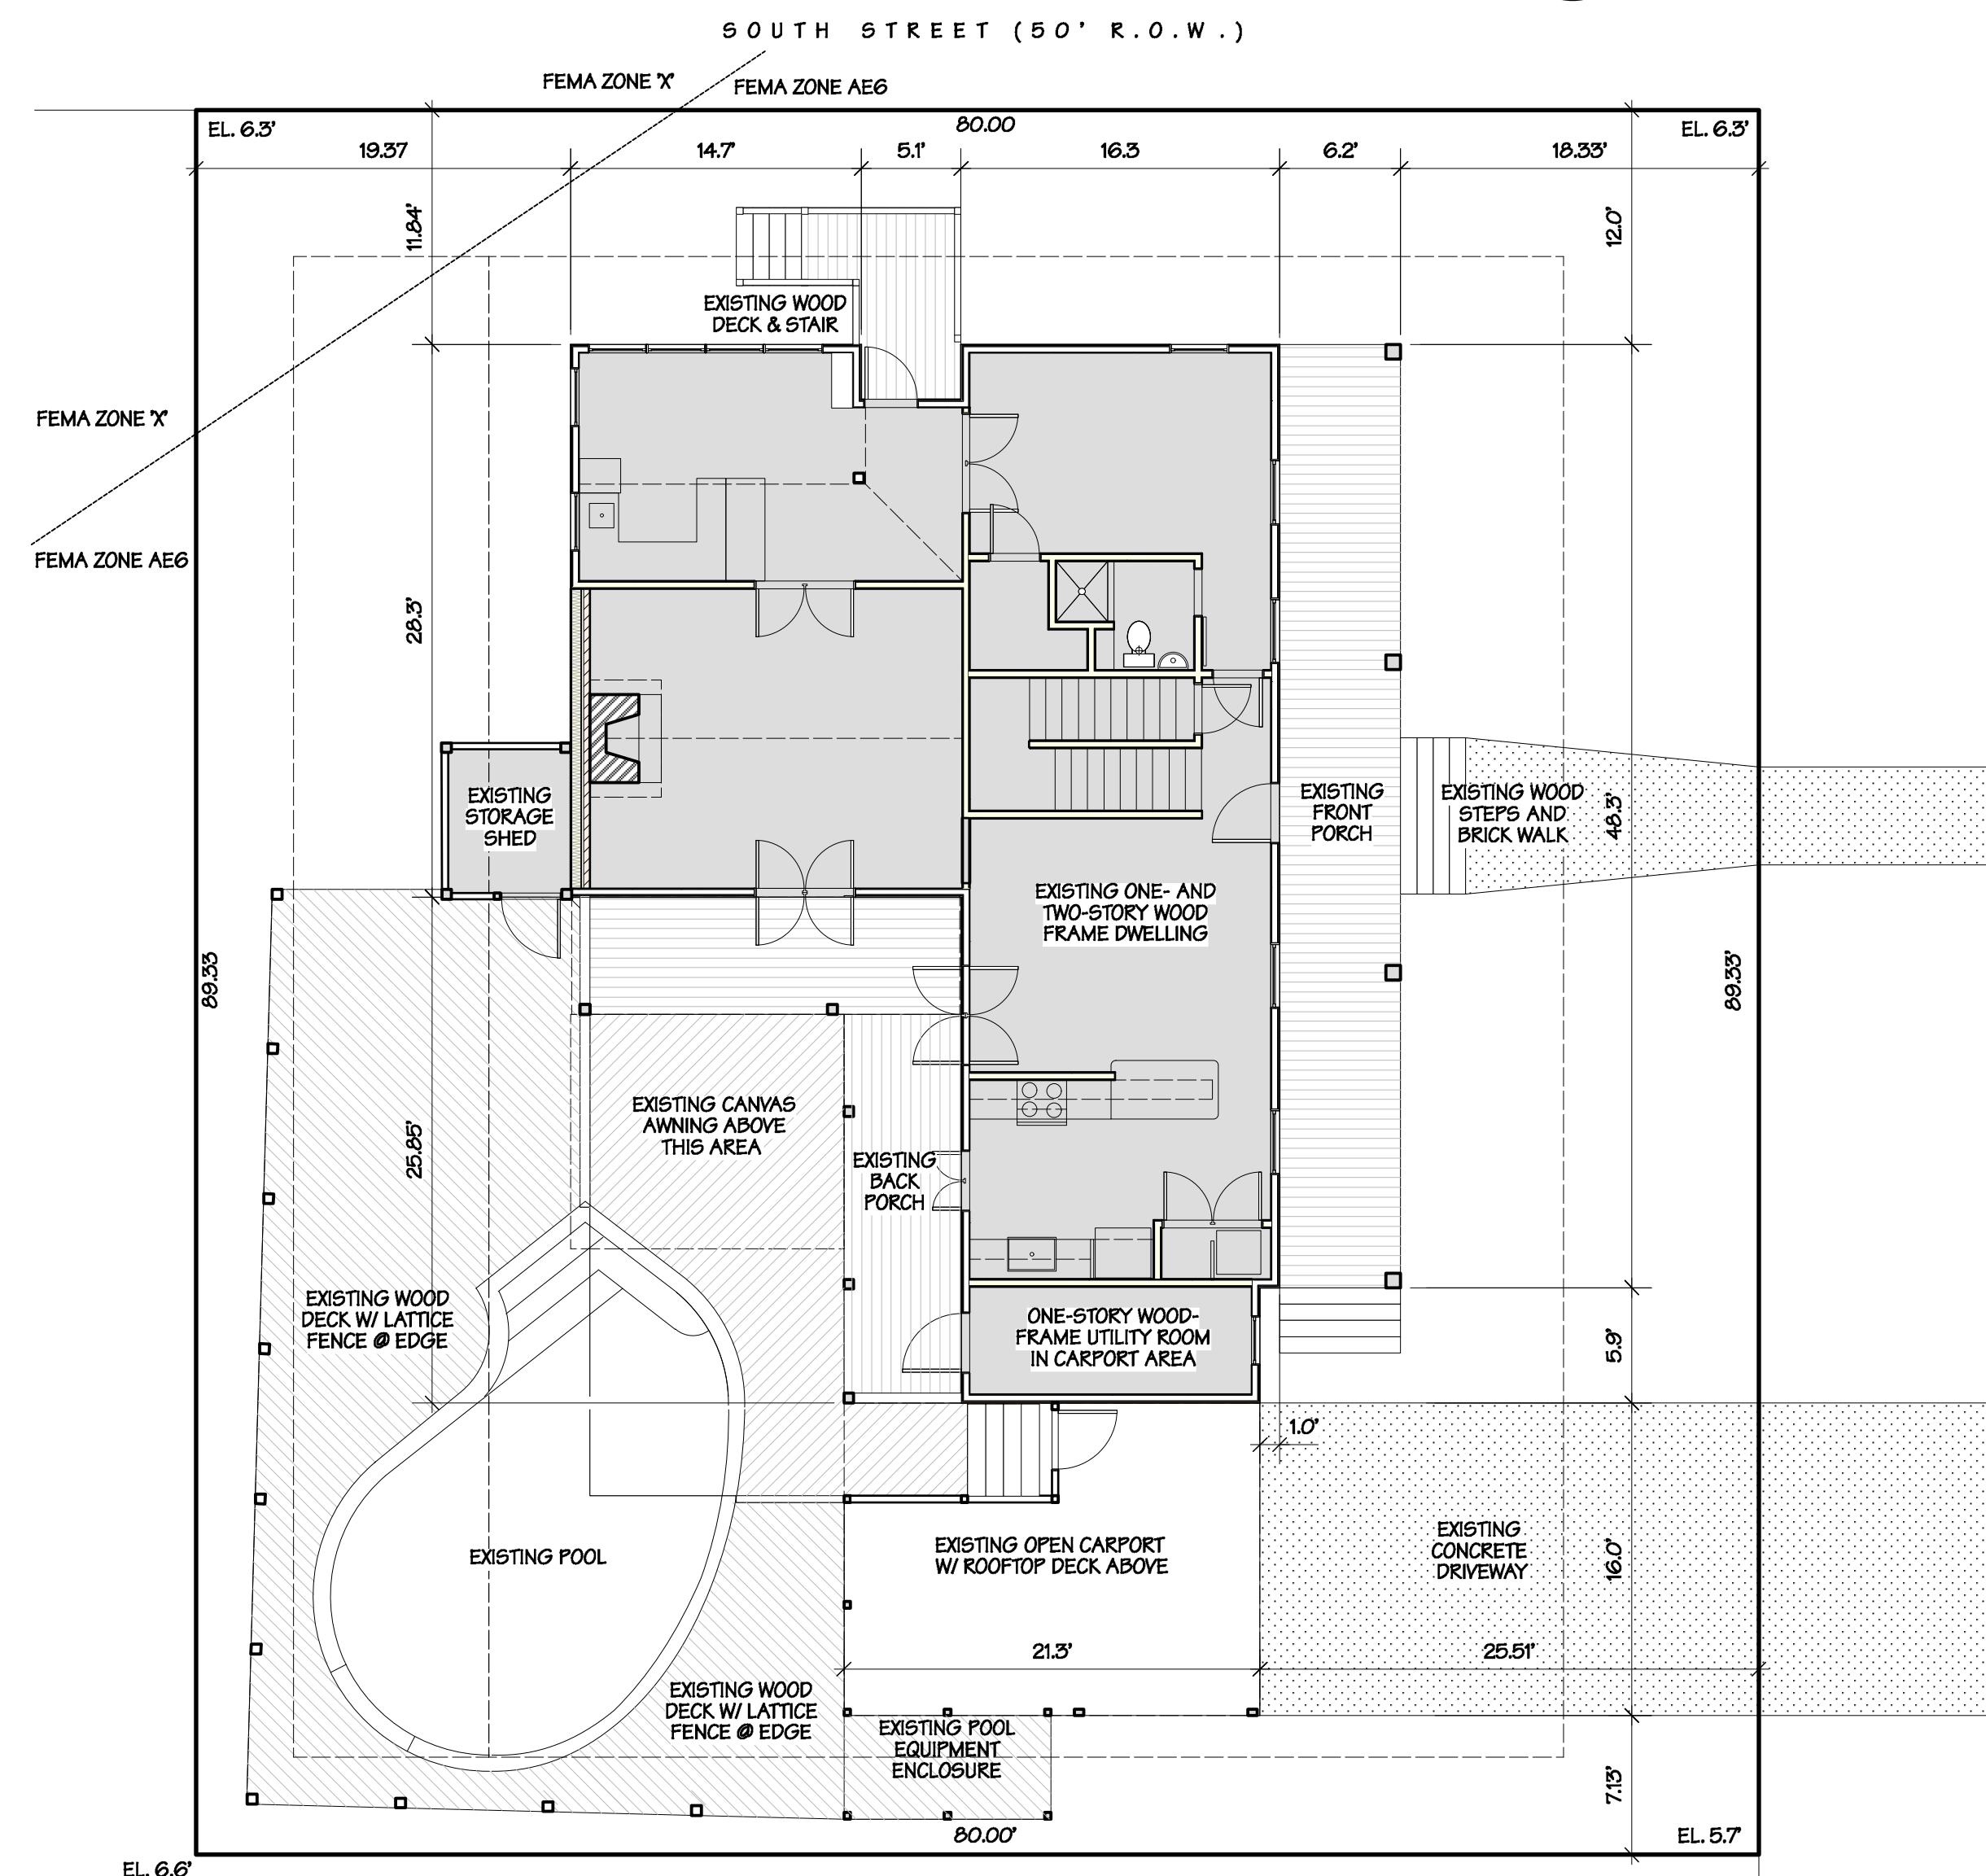 SOUTH STREET (50' R.O.W.)
FEMA ZONE 'X'
FEMA ZONE AE6
EL. 6.3'
80.00
EL. 6.3'
19.37
14.7'
5.1'
16.3
6.2'
18.33'
11.84'
12.0'
EXISTING WOOD
DECK & STAIR
FEMA ZONE 'X'
FEMA ZONE AE6
28.3'
EXISTING
STORAGE
SHED
EXISTING
FRONT
PORCH
EXISTING WOOD
STEPS AND
BRICK WALK
48.3'
EXISTING ONE- AND
TWO-STORY WOOD
FRAME DWELLING
89.33
89.33'
EXISTING CANVAS
AWNING ABOVE
THIS AREA
25.85'
EXISTING
BACK
PORCH
EXISTING WOOD
DECK W/ LATTICE
FENCE @ EDGE
ONE-STORY WOOD-
FRAME UTILITY ROOM
IN CARPORT AREA
5.9'
1.0'
EXISTING POOL
EXISTING OPEN CARPORT
W/ ROOFTOP DECK ABOVE
EXISTING
CONCRETE
DRIVEWAY
16.0'
21.3'
25.51'
EXISTING WOOD
DECK W/ LATTICE
FENCE @ EDGE
EXISTING POOL
EQUIPMENT
ENCLOSURE
7.13'
80.00'
EL. 5.7'
EL. 6.6'